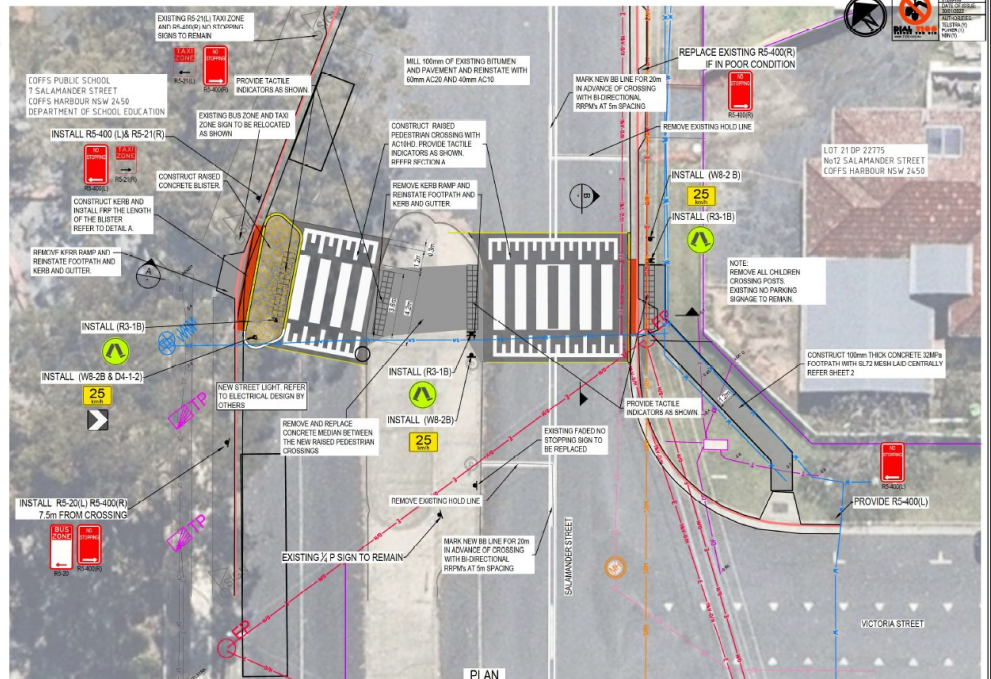 EXISTING R5-21(L) TAXI ZONE
AND R5-400(R) NO STOPPING
SIGNS TO REMAIN
TAXI
ZONE
R5-21(L)
NO
STOPPING
R5-400(R)
COFFS PUBLIC SCHOOL
7 SALAMANDER STREET
COFFS HARBOUR NSW 2450
DEPARTMENT OF SCHOOL EDUCATION
PROVIDE TACTILE
INDICATORS AS SHOWN.
EXISTING BUS ZONE AND TAXI
ZONE SIGN TO BE RELOCATED
AS SHOWN
INSTALL R5-400 (L)& R5-21(R)
NO
STOPPING
R5-400(L)
TAXI
ZONE
R5-21(R)
CONSTRUCT RAISED
CONCRETE BLISTER.
CONSTRUCT KERB AND
INSTALL FRP THE LENGTH
OF THE BLISTER
REFER TO DETAIL A.
REMOVE KERB RAMP AND
REINSTATE FOOTPATH AND
KERB AND GUTTER.
A
INSTALL (R3-1B)
INSTALL (W8-2B & D4-1-2)
25
km/h
TP
NEW STREET LIGHT. REFER
TO ELECTRICAL DESIGN BY
OTHERS
REMOVE AND REPLACE
CONCRETE MEDIAN BETWEEN
THE NEW RAISED PEDESTRIAN
CROSSINGS
INSTALL R5-20(L) R5-400(R)
7.5m FROM CROSSING
BUS
ZONE
R5-20
NO
STOPPING
R5-400(R)
TP
EP
EXISTING ¼ P SIGN TO REMAIN
MILL 100mm OF EXISTING BITUMEN
AND PAVEMENT AND REINSTATE WITH
60mm AC20 AND 40mm AC10
CONSTRUCT RAISED
PEDESTRIAN CROSSING WITH
AC10HD. PROVIDE TACTILE
INDICATORS AS SHOWN.
REFER SECTION A
REMOVE KERB RAMP AND
REINSTATE FOOTPATH AND
KERB AND GUTTER.
0.3m
1.2m
3.6m
INSTALL (R3-1B)
INSTALL (W8-2B)
25
km/h
REMOVE EXISTING HOLD LINE
EXISTING FADED NO
STOPPING SIGN TO
BE REPLACED
MARK NEW BB LINE FOR 20m
IN ADVANCE OF CROSSING
WITH BI-DIRECTIONAL
RRPM's AT 5m SPACING
SALAMANDER STREET
MARK NEW BB LINE FOR 20m
IN ADVANCE OF CROSSING
WITH BI-DIRECTIONAL
RRPM's AT 5m SPACING
B
REPLACE EXISTING R5-400(R)
IF IN POOR CONDITION
NO
STOPPING
R5-400(R)
REMOVE EXISTING HOLD LINE
INSTALL (W8-2 B)
25
km/h
INSTALL (R3-1B)
LOT 21 DP 22775
No12 SALAMANDER STREET
COFFS HARBOUR NSW 2450
NOTE:
REMOVE ALL CHILDREN
CROSSING POSTS.
EXISTING NO PARKING
SIGNAGE TO REMAIN.
EP
CONSTRUCT 100mm THICK CONCRETE 32MPa
FOOTPATH WITH SL72 MESH LAID CENTRALLY
REFER SHEET 2
PROVIDE TACTILE
INDICATORS AS SHOWN.
NO
STOPPING
R5-400(L)
PROVIDE R5-400(L)
VICTORIA STREET
PLAN
DIAL 1100
DATE OF ISSUE:
AUTHORITIES: